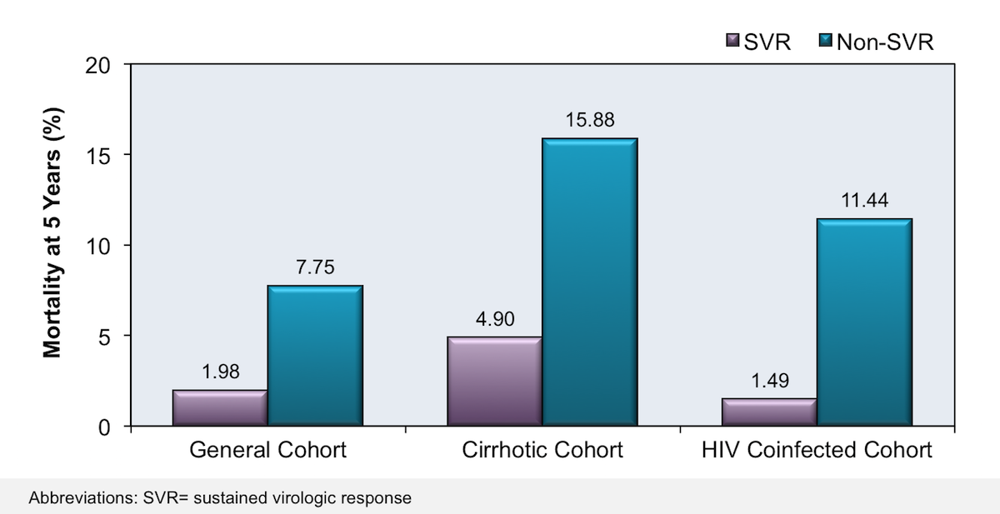 SVR Non-SVR
Mortality at 5 Years (%)
20
15
10
5
0
1.98
7.75
4.90
15.88
1.49
11.44
General Cohort
Cirrhotic Cohort
HIV Coinfected Cohort
Abbreviations: SVR= sustained virologic response